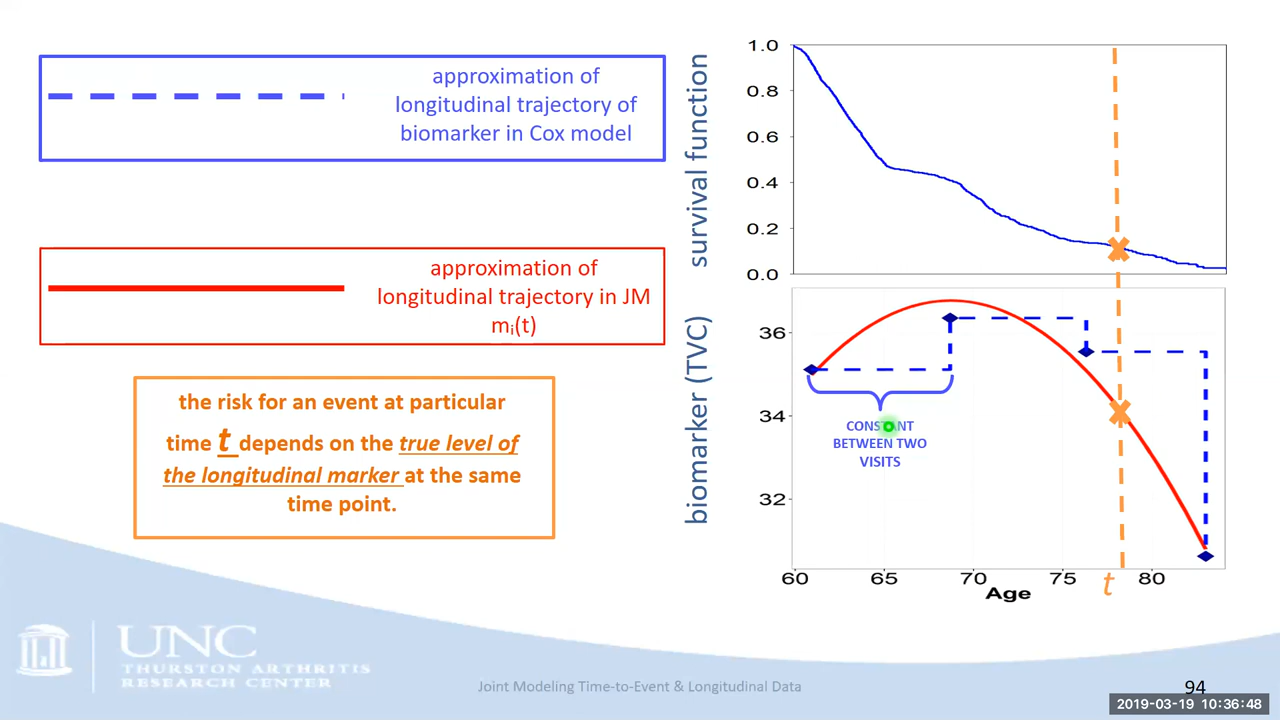 approximation of
longitudinal trajectory of
biomarker in Cox model
approximation of
longitudinal trajectory in JM
mᵢ(t)
the risk for an event at particular
time t depends on the true level of
the longitudinal marker at the same
time point.
survival function
1.0
0.8
0.6
0.4
0.2
0.0
biomarker (TVC)
36
34
32
CONSTANT
BETWEEN TWO
VISITS
60 65 70 75 80
Age
t
UNC
THURSTON ARTHRITIS
RESEARCH CENTER
Joint Modeling Time-to-Event & Longitudinal Data
94
2019-03-19 10:36:48